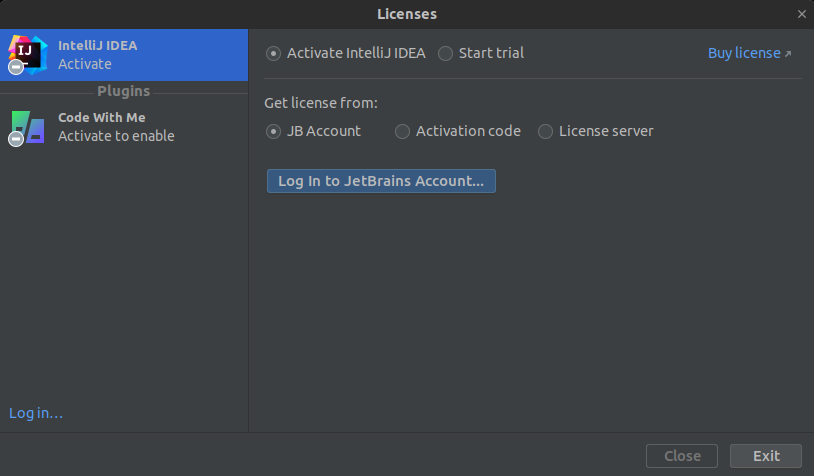 Licenses
IJ
IntelliJ IDEA
Activate
Plugins
Code With Me
Activate to enable
Log in...
Activate IntelliJ IDEA Start trial Buy license
Get license from:
JB Account Activation code License server
Log In to JetBrains Account...
Close Exit